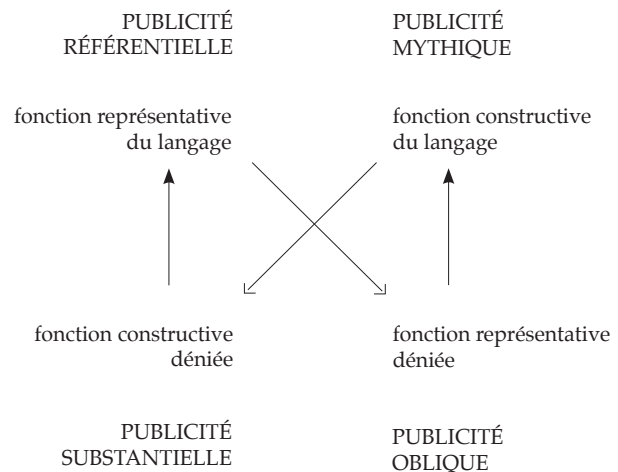 PUBLICITÉ
RÉFÉRENTIELLE
PUBLICITÉ
MYTHIQUE
fonction représentative
du langage
fonction constructive
du langage
fonction constructive
déniée
fonction représentative
déniée
PUBLICITÉ
SUBSTANTIELLE
PUBLICITÉ
OBLIQUE